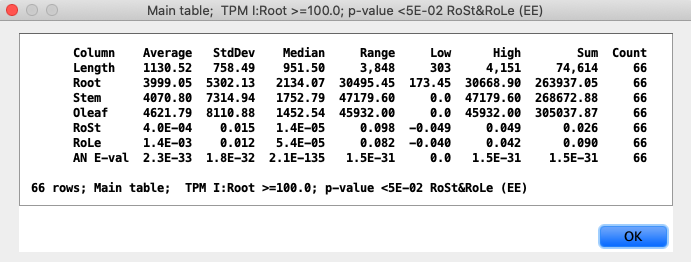 Main table;  TPM I:Root >=100.0; p-value <5E-02 RoSt&RoLe (EE)
Column Average StdDev Median Range Low High Sum Count
Length 1130.52 758.49 951.50 3,848 303 4,151 74,614 66
Root 3999.05 5302.13 2134.07 30495.45 173.45 30668.90 263937.05 66
Stem 4070.80 7314.94 1752.79 47179.60 0.0 47179.60 268672.88 66
Oleaf 4621.79 8110.88 1452.54 45932.00 0.0 45932.00 305037.87 66
RoSt 4.0E-04 0.015 1.4E-05 0.098 -0.049 0.049 0.026 66
RoLe 1.4E-03 0.012 5.4E-05 0.082 -0.040 0.042 0.090 66
AN E-val 2.3E-33 1.8E-32 2.1E-135 1.5E-31 0.0 1.5E-31 1.5E-31 66
66 rows; Main table;  TPM I:Root >=100.0; p-value <5E-02 RoSt&RoLe (EE)
OK